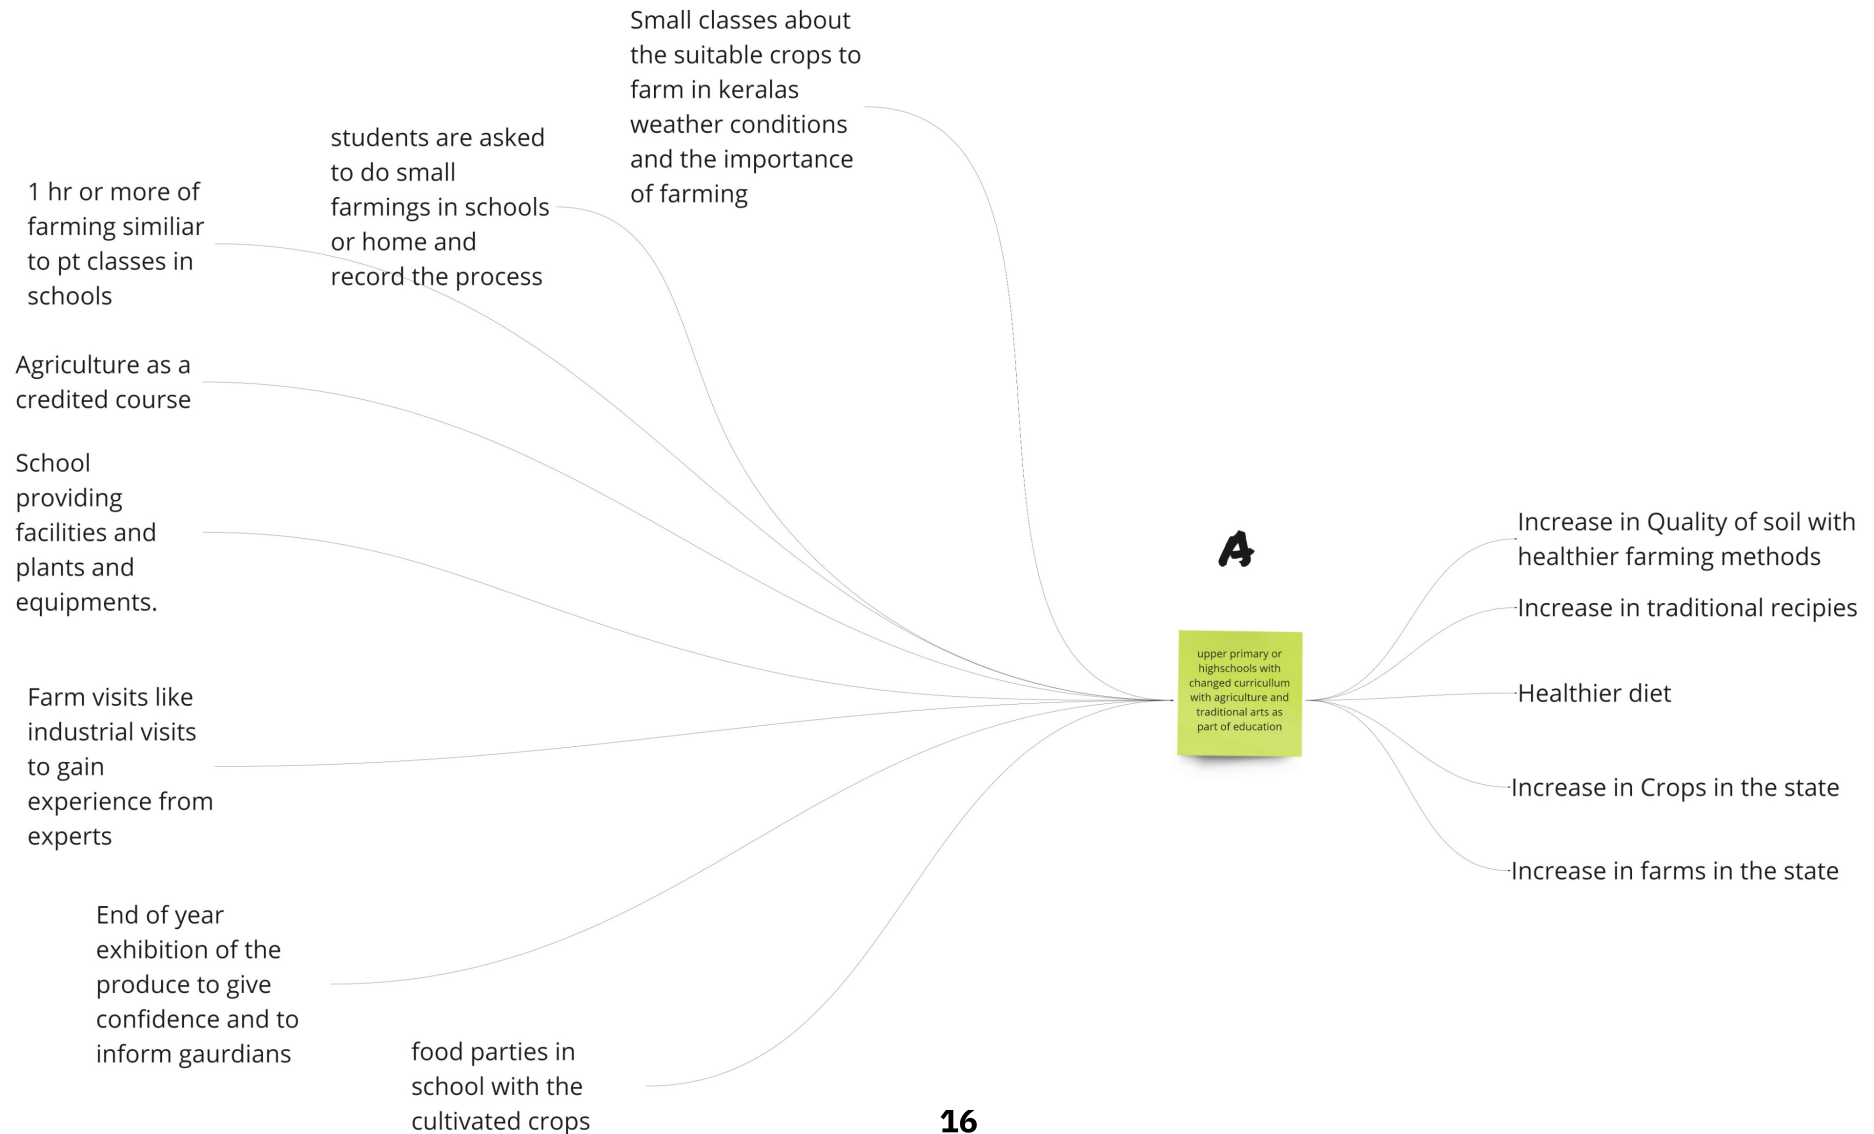 Small classes about
the suitable crops to
farm in keralas
weather conditions
and the importance
of farming
students are asked
to do small
farmings in schools
or home and
record the process
1 hr or more of
farming similiar
to pt classes in
schools
Agriculture as a
credited course
School
providing
facilities and
plants and
equipments.
Farm visits like
industrial visits
to gain
experience from
experts
End of year
exhibition of the
produce to give
confidence and to
inform gaurdians
food parties in
school with the
cultivated crops
A
upper primary or
highschools with
changed curricullum
with agriculture and
traditional arts as
part of education
Increase in Quality of soil with
healthier farming methods
Increase in traditional recipies
Healthier diet
Increase in Crops in the state
Increase in farms in the state
16